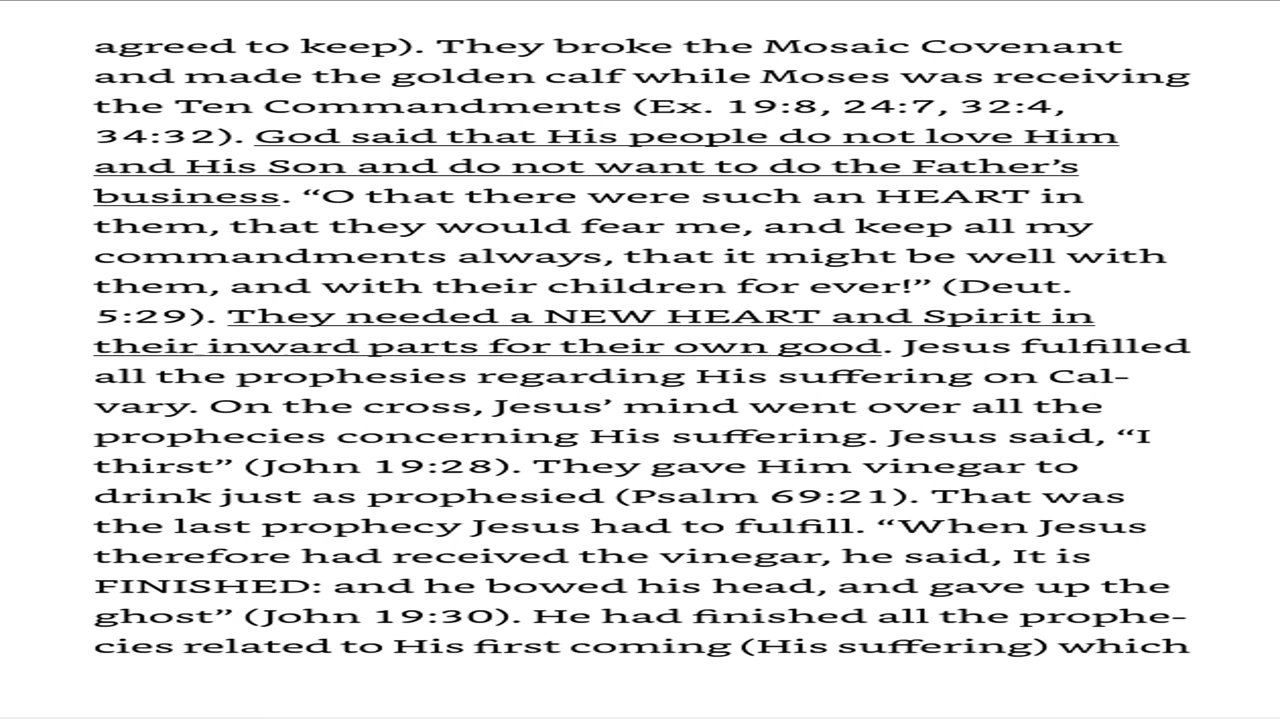 agreed to keep). They broke the Mosaic Covenant
and made the golden calf while Moses was receiving
the Ten Commandments (Ex. 19:8, 24:7, 32:4,
34:32). God said that His people do not love Him
and His Son and do not want to do the Father’s
business. “O that there were such an HEART in
them, that they would fear me, and keep all my
commandments always, that it might be well with
them, and with their children for ever!” (Deut.
5:29). They needed a NEW HEART and Spirit in
their inward parts for their own good. Jesus fulfilled
all the prophesies regarding His suffering on Cal-
vary. On the cross, Jesus’ mind went over all the
prophecies concerning His suffering. Jesus said, “I
thirst” (John 19:28). They gave Him vinegar to
drink just as prophesied (Psalm 69:21). That was
the last prophecy Jesus had to fulfill. “When Jesus
therefore had received the vinegar, he said, It is
FINISHED: and he bowed his head, and gave up the
ghost” (John 19:30). He had finished all the prophe-
cies related to His first coming (His suffering) which